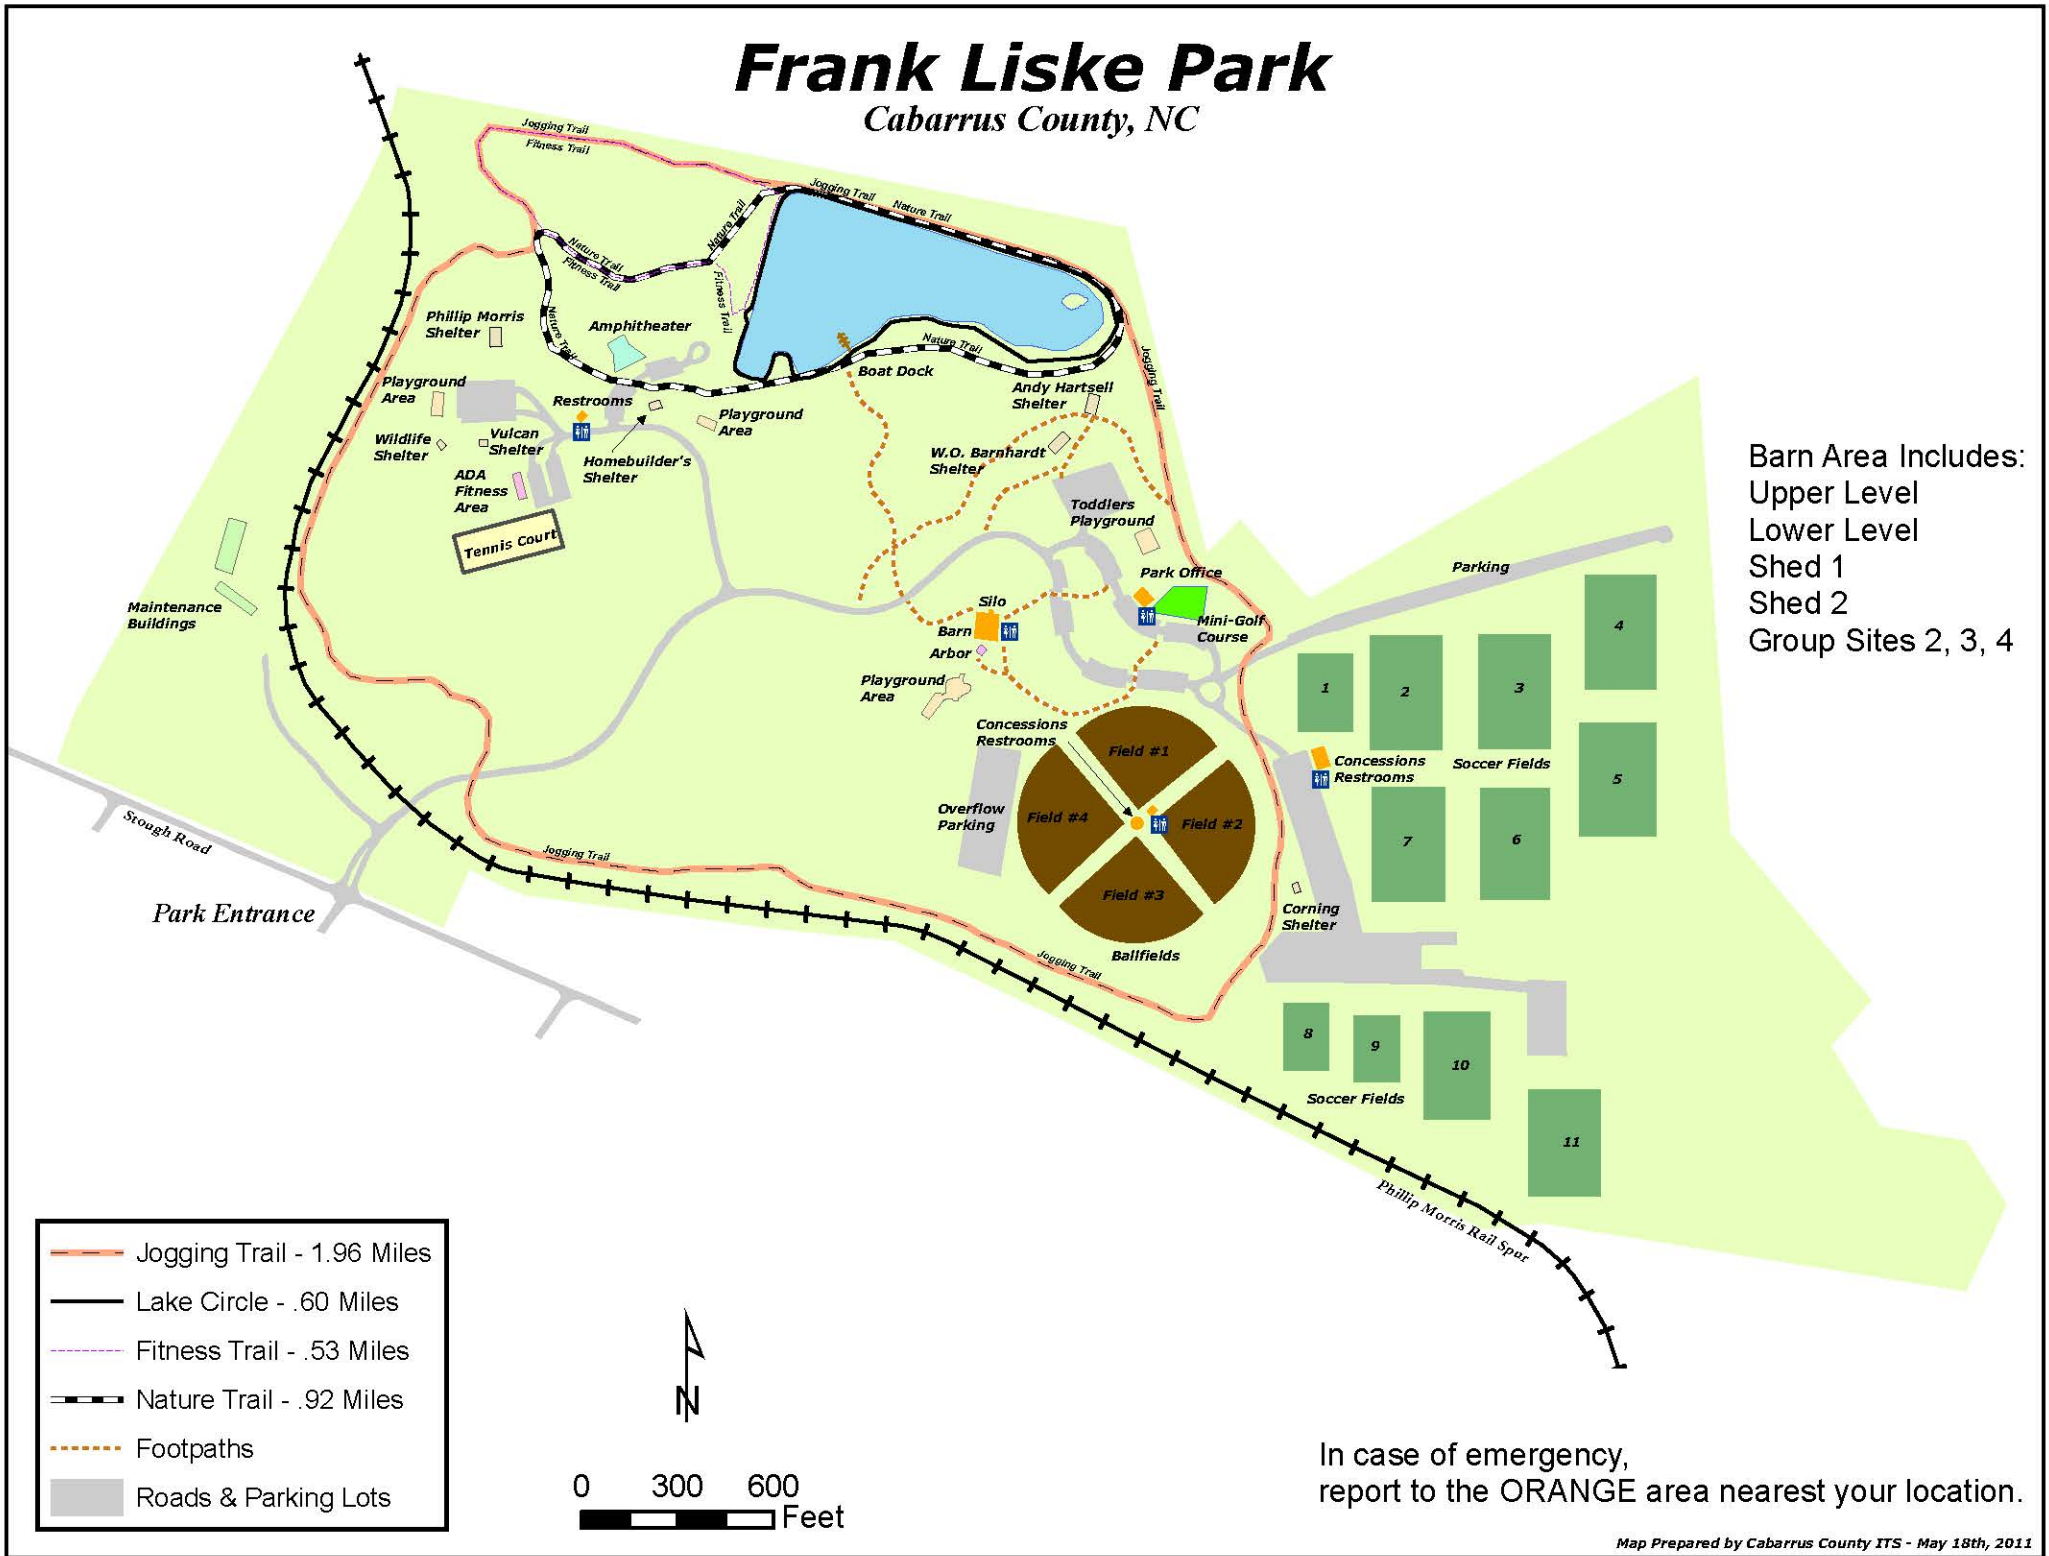 Frank Liske Park
Cabarrus County, NC
Jogging Trail
Fitness Trail
Jogging Trail
Nature Trail
Nature Trail
Nature Trail
Fitness Trail
Fitness Trail
Nature Trail
Nature Trail
Jogging Trail
Phillip Morris
Shelter
Amphitheater
Boat Dock
Playground
Area
Restrooms
Playground
Area
Andy Hartsell
Shelter
Wildlife
Shelter
Vulcan
Shelter
Homebuilder's
Shelter
W.O. Barnhardt
Shelter
ADA
Fitness
Area
Tennis Court
Toddlers
Playground
Park Office
Mini-Golf
Course
Parking
Maintenance
Buildings
Silo
Barn
Arbor
Playground
Area
Concessions
Restrooms
Overflow
Parking
Field #1
Field #2
Field #3
Field #4
Ballfields
1
2
3
4
5
6
7
Soccer Fields
Concessions
Restrooms
Corning
Shelter
8
9
10
11
Soccer Fields
Stough Road
Park Entrance
Jogging Trail
Jogging Trail
Phillip Morris Rail Spur
Barn Area Includes:
Upper Level
Lower Level
Shed 1
Shed 2
Group Sites 2, 3, 4
Jogging Trail - 1.96 Miles
Lake Circle - .60 Miles
Fitness Trail - .53 Miles
Nature Trail - .92 Miles
Footpaths
Roads & Parking Lots
N
0 300 600
Feet
In case of emergency,
report to the ORANGE area nearest your location.
Map Prepared by Cabarrus County ITS - May 18th, 2011